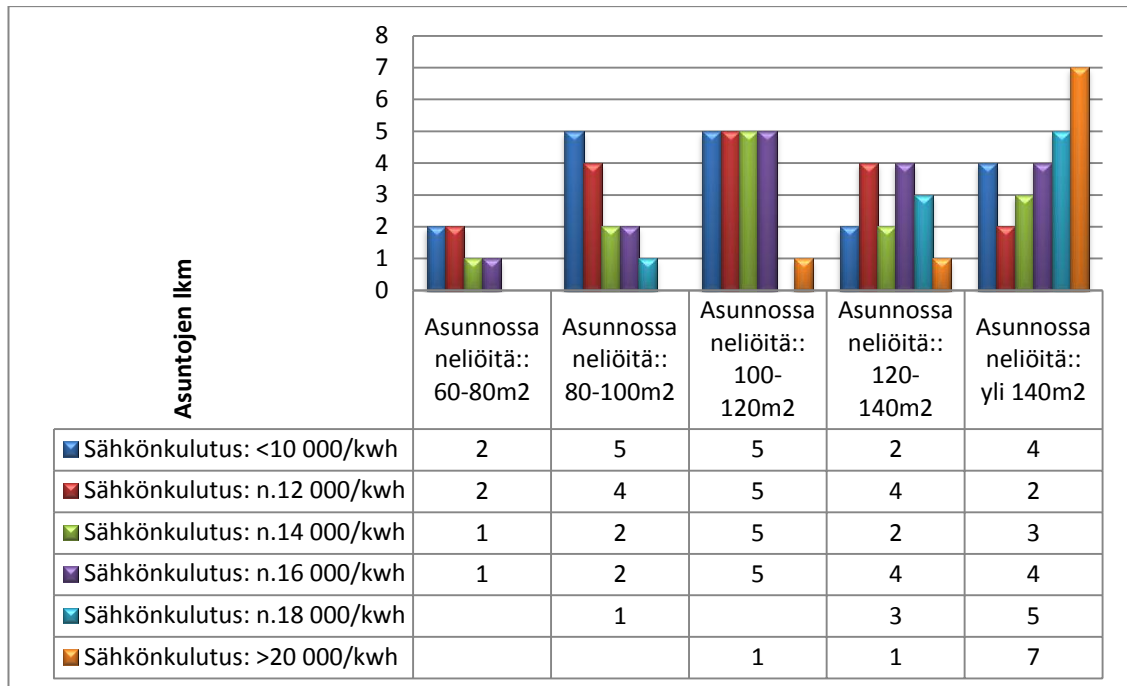 8
7
6
5
4
3
2
1
0
Asuntojen lkm
Asunnossa
neliöitä::
60-80m2
Asunnossa
neliöitä::
80-100m2
Asunnossa
neliöitä::
100-
120m2
Asunnossa
neliöitä::
120-
140m2
Asunnossa
neliöitä::
yli 140m2
Sähkönkulutus: <10 000/kwh 2 5 5 2 4
Sähkönkulutus: n.12 000/kwh 2 4 5 4 2
Sähkönkulutus: n.14 000/kwh 1 2 5 2 3
Sähkönkulutus: n.16 000/kwh 1 2 5 4 4
Sähkönkulutus: n.18 000/kwh 1 3 5
Sähkönkulutus: >20 000/kwh 1 1 7